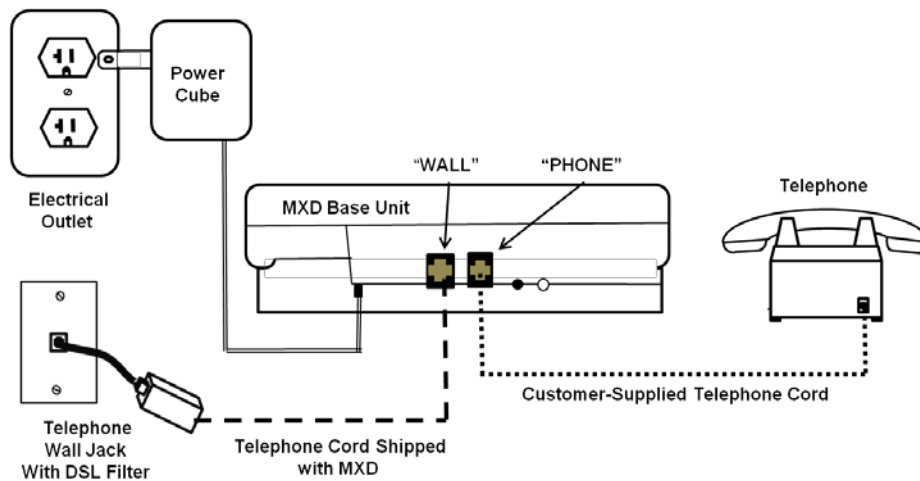 Power
Cube
Electrical
Outlet
"WALL"
"PHONE"
MXD Base Unit
Telephone
Customer-Supplied Telephone Cord
Telephone
Wall Jack
With DSL Filter
Telephone Cord Shipped
with MXD